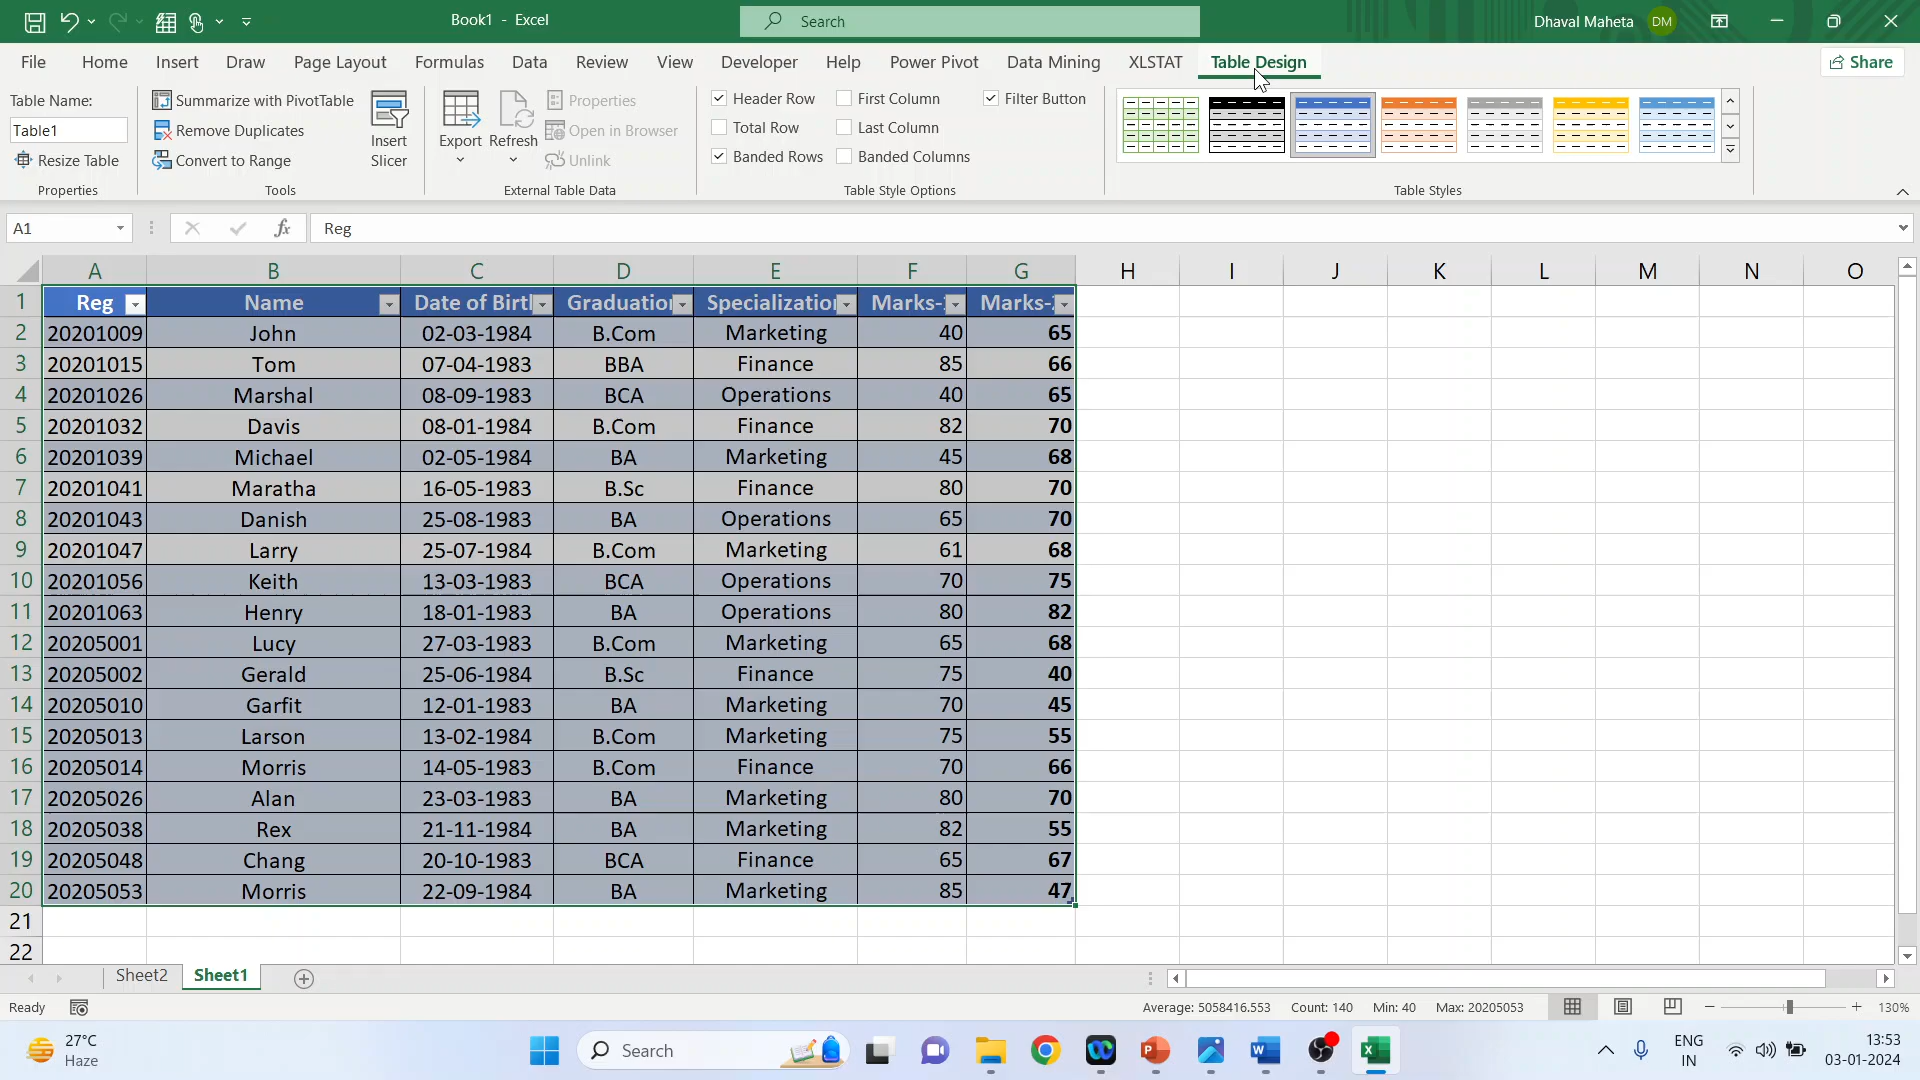 Book1 - Excel
Search
Dhaval Maheta DM
File Home Insert Draw Page Layout Formulas Data Review View Developer Help Power Pivot Data Mining XLSTAT Table Design Share
Table Name:
Table1
Resize Table
Properties
Summarize with PivotTable
Remove Duplicates
Convert to Range
Tools
Insert
Slicer
Export Refresh
Properties
Open in Browser
Unlink
External Table Data
Header Row First Column Filter Button
Total Row Last Column
Banded Rows Banded Columns
Table Style Options
Table Styles
A1 fx Reg
A B C D E F G H I J K L M N O
1 Reg Name Date of Birth Graduation Specialization Marks-1 Marks-2
2 20201009 John 02-03-1984 B.Com Marketing 40 65
3 20201015 Tom 07-04-1983 BBA Finance 85 66
4 20201026 Marshal 08-09-1983 BCA Operations 40 65
5 20201032 Davis 08-01-1984 B.Com Finance 82 70
6 20201039 Michael 02-05-1984 BA Marketing 45 68
7 20201041 Maratha 16-05-1983 B.Sc Finance 80 70
8 20201043 Danish 25-08-1983 BA Operations 65 70
9 20201047 Larry 25-07-1984 B.Com Marketing 61 68
10 20201056 Keith 13-03-1983 BCA Operations 70 75
11 20201063 Henry 18-01-1983 BA Operations 80 82
12 20205001 Lucy 27-03-1983 B.Com Marketing 65 68
13 20205002 Gerald 25-06-1984 B.Sc Finance 75 40
14 20205010 Garfit 12-01-1983 BA Marketing 70 45
15 20205013 Larson 13-02-1984 B.Com Marketing 75 55
16 20205014 Morris 14-05-1983 B.Com Finance 70 66
17 20205026 Alan 23-03-1983 BA Marketing 80 70
18 20205038 Rex 21-11-1984 BA Marketing 82 55
19 20205048 Chang 20-10-1983 BCA Finance 65 67
20 20205053 Morris 22-09-1984 BA Marketing 85 47
21
22
Sheet2 Sheet1
Ready Average: 5058416.553 Count: 140 Min: 40 Max: 20205053 130%
27°C
Haze
Search
ENG
IN
13:53
03-01-2024